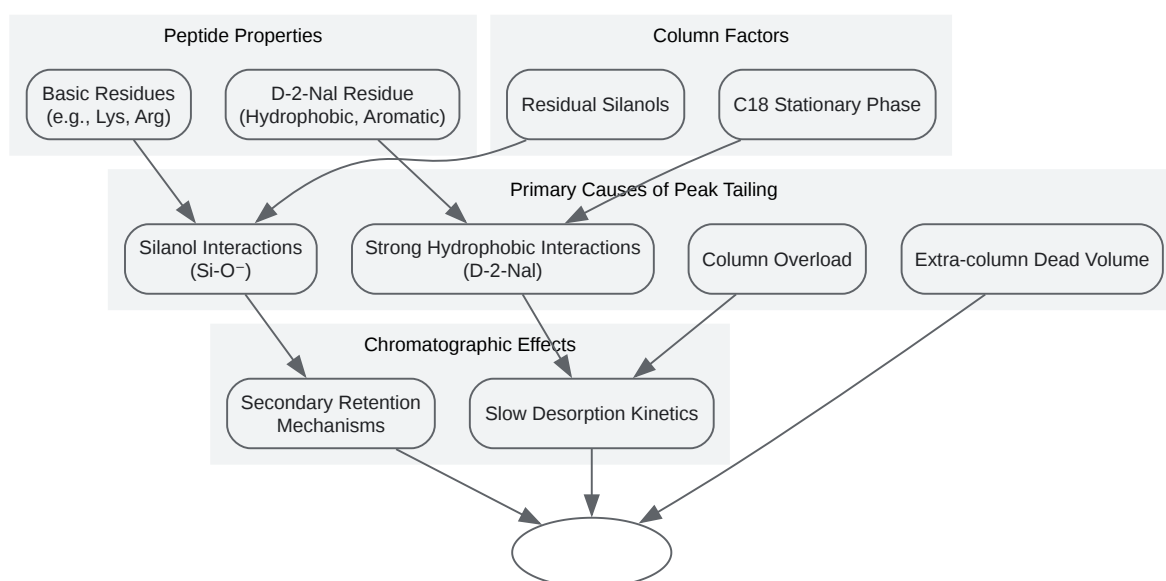 Peptide Properties
Column Factors
Basic Residues
(e.g., Lys, Arg)
D-2-Nal Residue
(Hydrophobic, Aromatic)
Residual Silanols
C18 Stationary Phase
Primary Causes of Peak Tailing
Silanol Interactions
(Si-O⁻)
Strong Hydrophobic Interactions
(D-2-Nal)
Column Overload
Extra-column Dead Volume
Chromatographic Effects
Secondary Retention
Mechanisms
Slow Desorption Kinetics